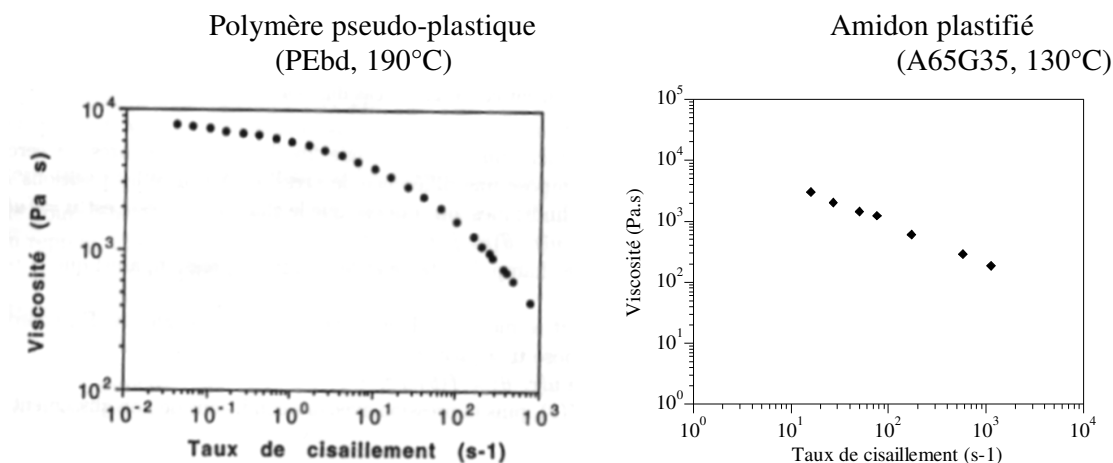 Polymère pseudo-plastique
(PEbd, 190°C)
10^4
10^3
10^2
Viscosité (Pa s)
10^-2 10^-1 10^0 10^1 10^2 10^3
Taux de cisaillement (s-1)
Amidon plastifié
(A65G35, 130°C)
10^5
10^4
10^3
10^2
10^1
10^0
Viscosité (Pa.s)
10^0 10^1 10^2 10^3 10^4
Taux de cisaillement (s-1)